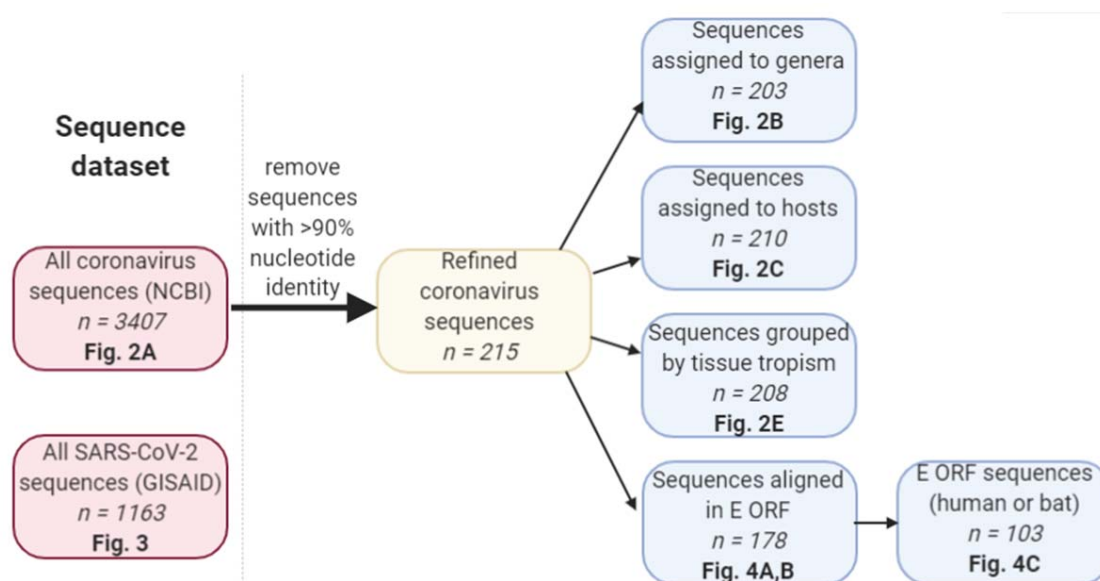 Sequence
dataset
All coronavirus
sequences (NCBI)
n = 3407
Fig. 2A
All SARS-CoV-2
sequences (GISAID)
n = 1163
Fig. 3
remove
sequences
with >90%
nucleotide
identity
Refined
coronavirus
sequences
n = 215
Sequences
assigned to genera
n = 203
Fig. 2B
Sequences
assigned to hosts
n = 210
Fig. 2C
Sequences grouped
by tissue tropism
n = 208
Fig. 2E
Sequences aligned
in E ORF
n = 178
Fig. 4A,B
E ORF sequences
(human or bat)
n = 103
Fig. 4C